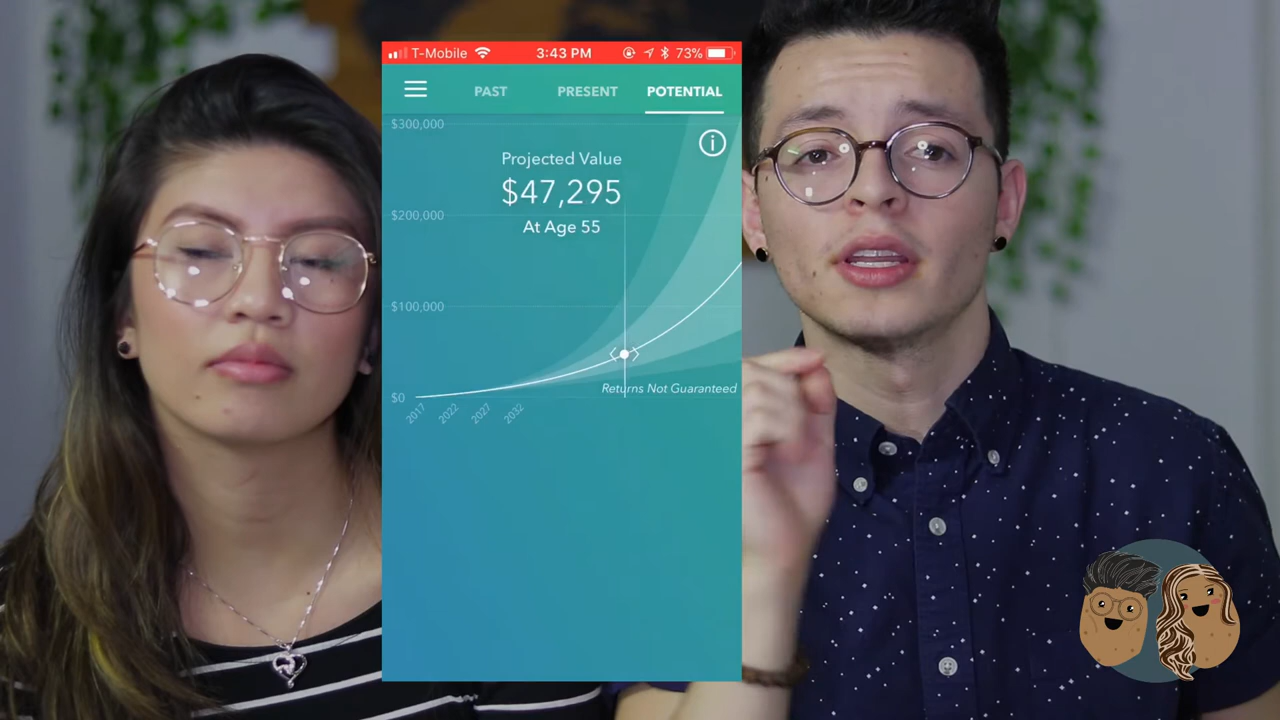 T-Mobile 3:43 PM 73%
PAST PRESENT POTENTIAL
$300,000
Projected Value
$47,295
$200,000
At Age 55
$100,000
Returns Not Guaranteed
$0
2017 2022 2027 2032